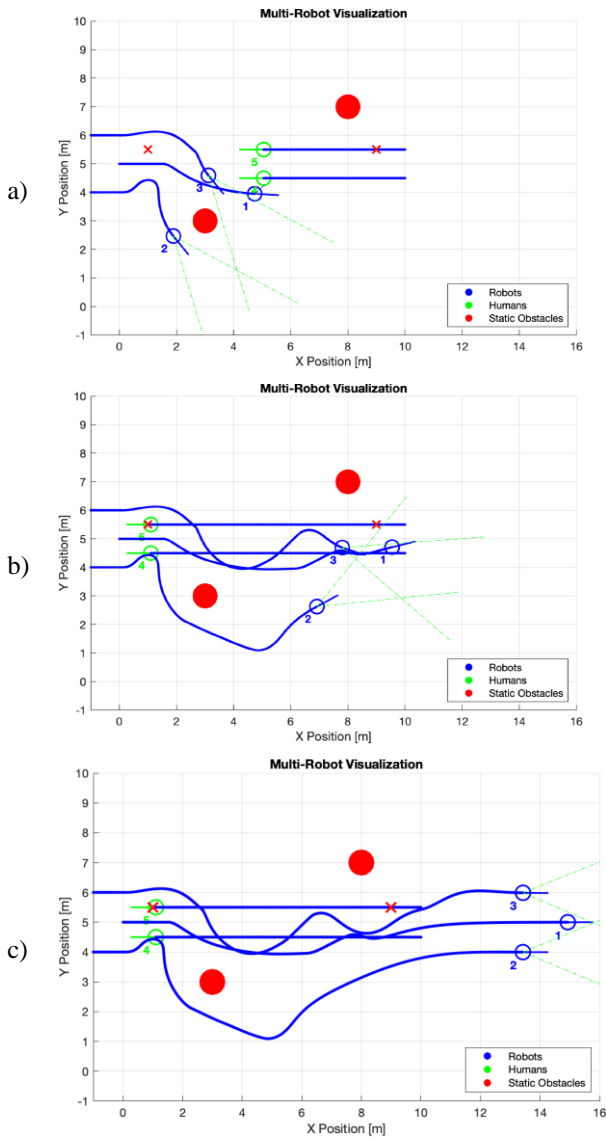 a)
Multi-Robot Visualization
Y Position [m]
10
9
8
7
6
5
4
3
2
1
0
-1
5
4
3
1
2
Robots
Humans
Static Obstacles
0 2 4 6 8 10 12 14 16
X Position [m]
b)
Multi-Robot Visualization
Y Position [m]
10
9
8
7
6
5
4
3
2
1
0
-1
5
4
3
1
2
Robots
Humans
Static Obstacles
0 2 4 6 8 10 12 14 16
X Position [m]
c)
Multi-Robot Visualization
Y Position [m]
10
9
8
7
6
5
4
3
2
1
0
-1
5
4
3
1
2
Robots
Humans
Static Obstacles
0 2 4 6 8 10 12 14 16
X Position [m]